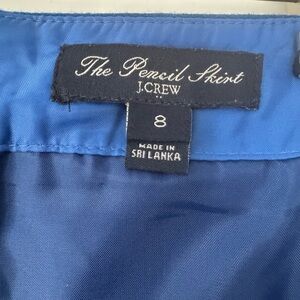 The Pencil Skirt
J.CREW
8
MADE IN
SRI LANKA